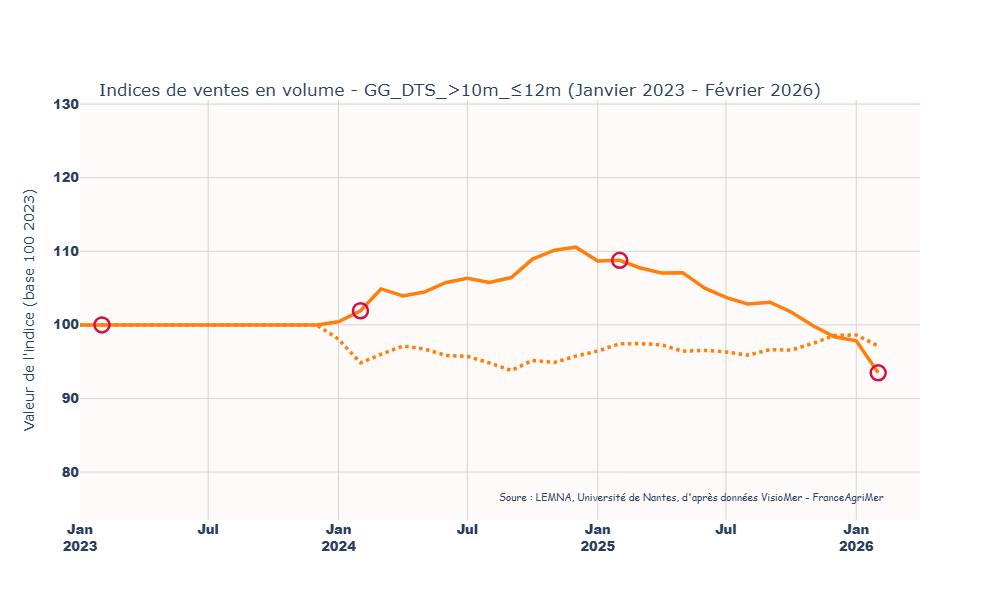 Indices de ventes en volume - GG_DTS_>10m_≤12m (Janvier 2023 - Février 2026)
Valeur de l'indice (base 100 2023)
130
120
110
100
90
80
Soure : LEMNA, Université de Nantes, d'après données VisioMer - FranceAgriMer
Jan Jul Jan Jul Jan Jul Jan
2023 2024 2025 2026